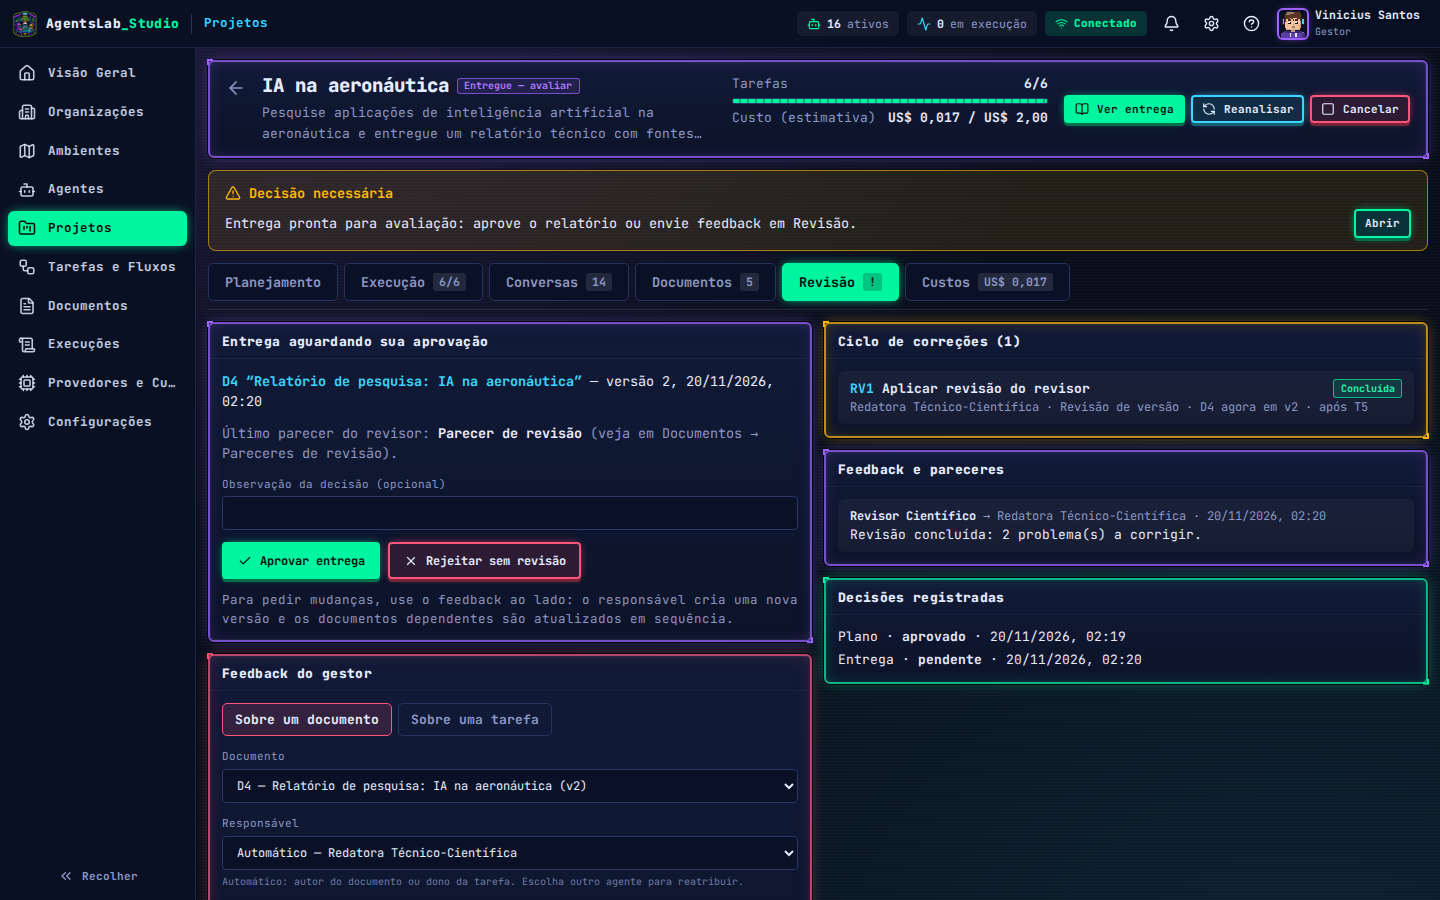 AgentsLab_Studio
Projetos
16 ativos
0 em execução
Conectado
Vinicius Santos
Gestor
Visão Geral
Organizações
Ambientes
Agentes
Projetos
Tarefas e Fluxos
Documentos
Execuções
Provedores e Cu…
Configurações
Recolher
IA na aeronáutica
Entregue — avaliar
Pesquise aplicações de inteligência artificial na
aeronáutica e entregue um relatório técnico com fontes…
Tarefas 6/6
Custo (estimativa) US$ 0,017 / US$ 2,00
Ver entrega
Reanalisar
Cancelar
Decisão necessária
Entrega pronta para avaliação: aprove o relatório ou envie feedback em Revisão.
Abrir
Planejamento
Execução 6/6
Conversas 14
Documentos 5
Revisão !
Custos US$ 0,017
Entrega aguardando sua aprovação
D4 “Relatório de pesquisa: IA na aeronáutica” — versão 2, 20/11/2026,
02:20
Último parecer do revisor: Parecer de revisão (veja em Documentos →
Pareceres de revisão).
Observação da decisão (opcional)
Aprovar entrega
Rejeitar sem revisão
Para pedir mudanças, use o feedback ao lado: o responsável cria uma nova
versão e os documentos dependentes são atualizados em sequência.
Feedback do gestor
Sobre um documento
Sobre uma tarefa
Documento
D4 — Relatório de pesquisa: IA na aeronáutica (v2)
Responsável
Automático — Redatora Técnico-Científica
Automático: autor do documento ou dono da tarefa. Escolha outro agente para reatribuir.
Ciclo de correções (1)
RV1 Aplicar revisão do revisor
Concluída
Redatora Técnico-Científica · Revisão de versão · D4 agora em v2 · após T5
Feedback e pareceres
Revisor Científico → Redatora Técnico-Científica · 20/11/2026, 02:20
Revisão concluída: 2 problema(s) a corrigir.
Decisões registradas
Plano · aprovado · 20/11/2026, 02:19
Entrega · pendente · 20/11/2026, 02:20